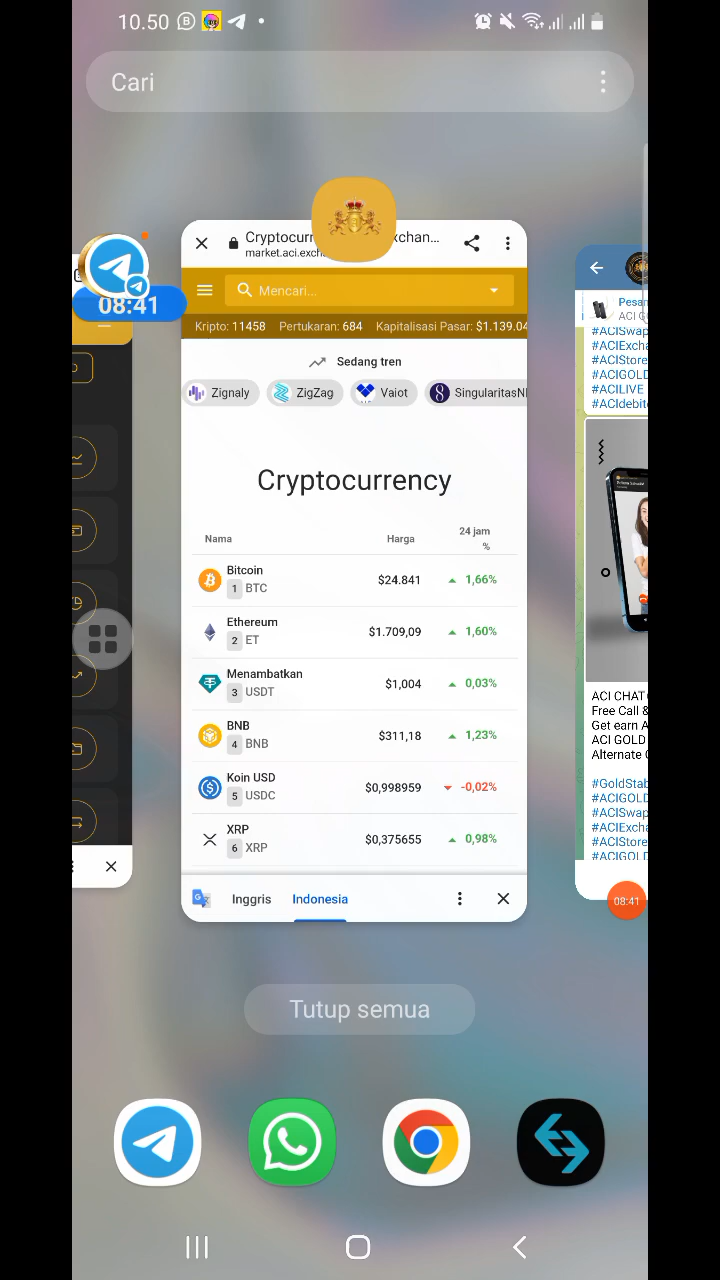 10.50
Cari
08:41
Cryptocurr
xchan...
market.aci.exch
Mencari...
Kripto: 11458 Pertukaran: 684 Kapitalisasi Pasar: $1.139.04
Sedang tren
Zignaly ZigZag Vaiot SingularitasN
Cryptocurrency
Nama Harga 24 jam %
Bitcoin
1 BTC $24.841 1,66%
Ethereum
2 ET $1.709,09 1,60%
Menambatkan
3 USDT $1,004 0,03%
BNB
4 BNB $311,18 1,23%
Koin USD
5 USDC $0,998959 -0,02%
XRP
6 XRP $0,375655 0,98%
Inggris Indonesia
Pesan
ACI G
#ACISwap
#ACIExcha
#ACIStore
#ACIGOLD
#ACILIVE
#ACIdebit
ACI CHAT
Free Call &
Get earn A
ACI GOLD
Alternate
#GoldStab
#ACIGOLD
#ACISwap
#ACIExcha
#ACIStore
#ACIGOLD
08:41
Tutup semua